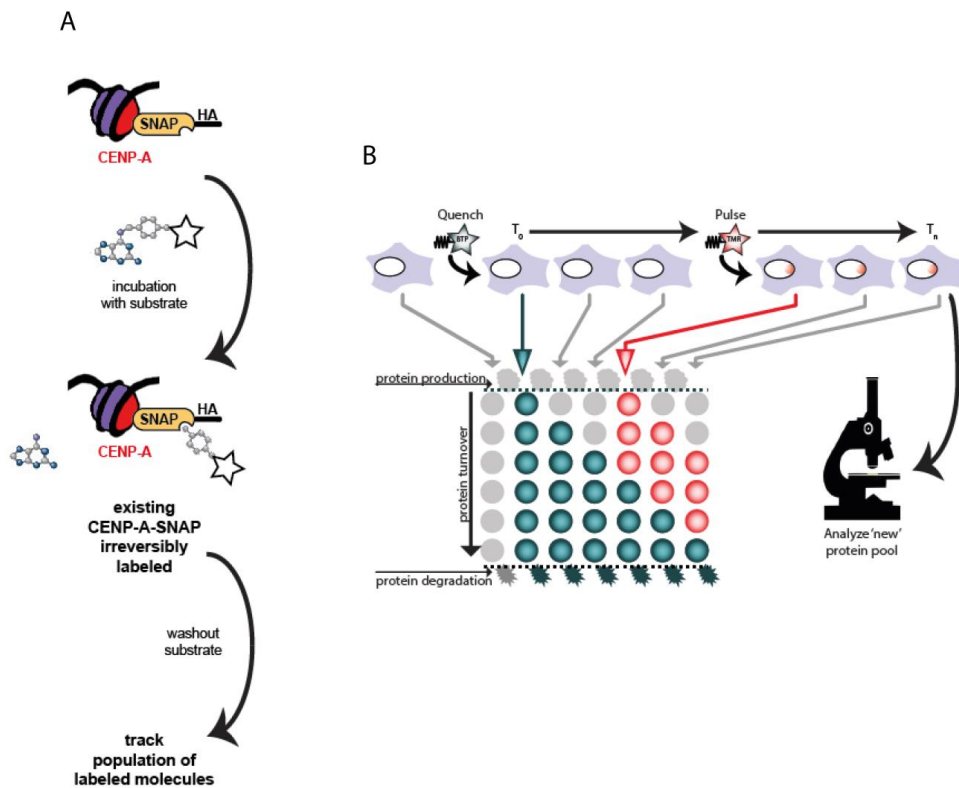 A
SNAP
HA
CENP-A
incubation
with substrate
SNAP
HA
CENP-A
existing
CENP-A-SNAP
irreversibly
labeled
washout
substrate
track
population of
labeled molecules
B
Quench
BTP
T0
Pulse
TMR
Tn
protein production
protein turnover
protein degradation
Analyze 'new'
protein pool